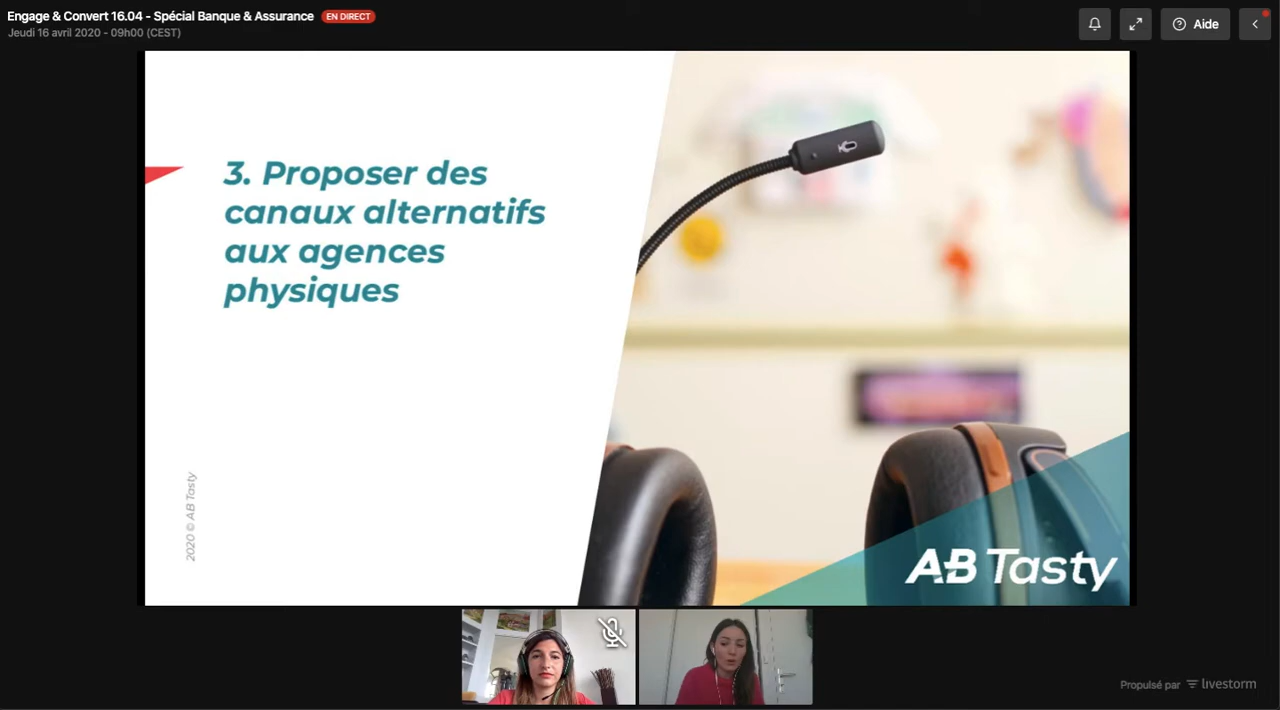 Engage & Convert 16.04 - Spécial Banque & Assurance EN DIRECT
Jeudi 16 avril 2020 - 09h00 (CEST)
Aide
3. Proposer des
canaux alternatifs
aux agences
physiques
2020 © AB Tasty
AB Tasty
Propulsé par livestorm